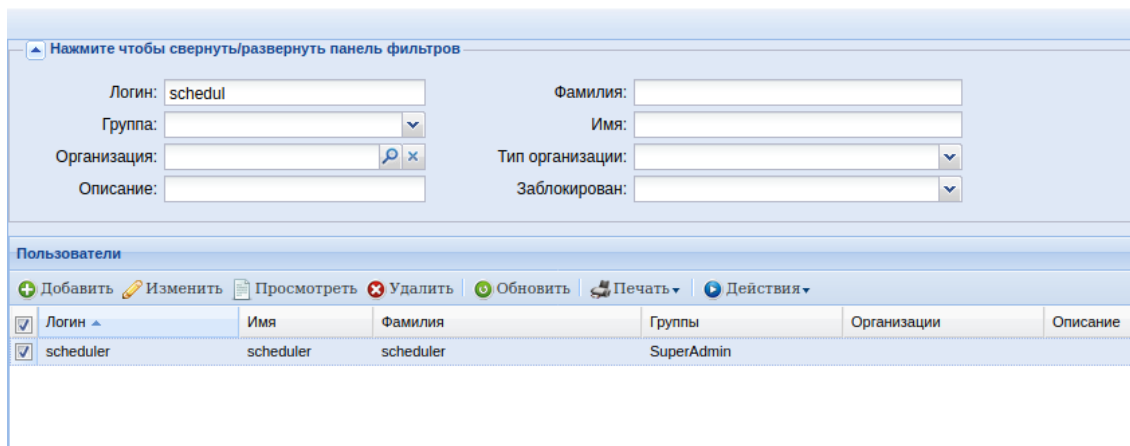 Нажмите чтобы свернуть/развернуть панель фильтров
Логин: schedul Фамилия:
Группа: Имя:
Организация: Тип организации:
Описание: Заблокирован:
Пользователи
Добавить Изменить Просмотреть Удалить Обновить Печать Действия
Логин Имя Фамилия Группы Организации Описание
scheduler scheduler scheduler SuperAdmin